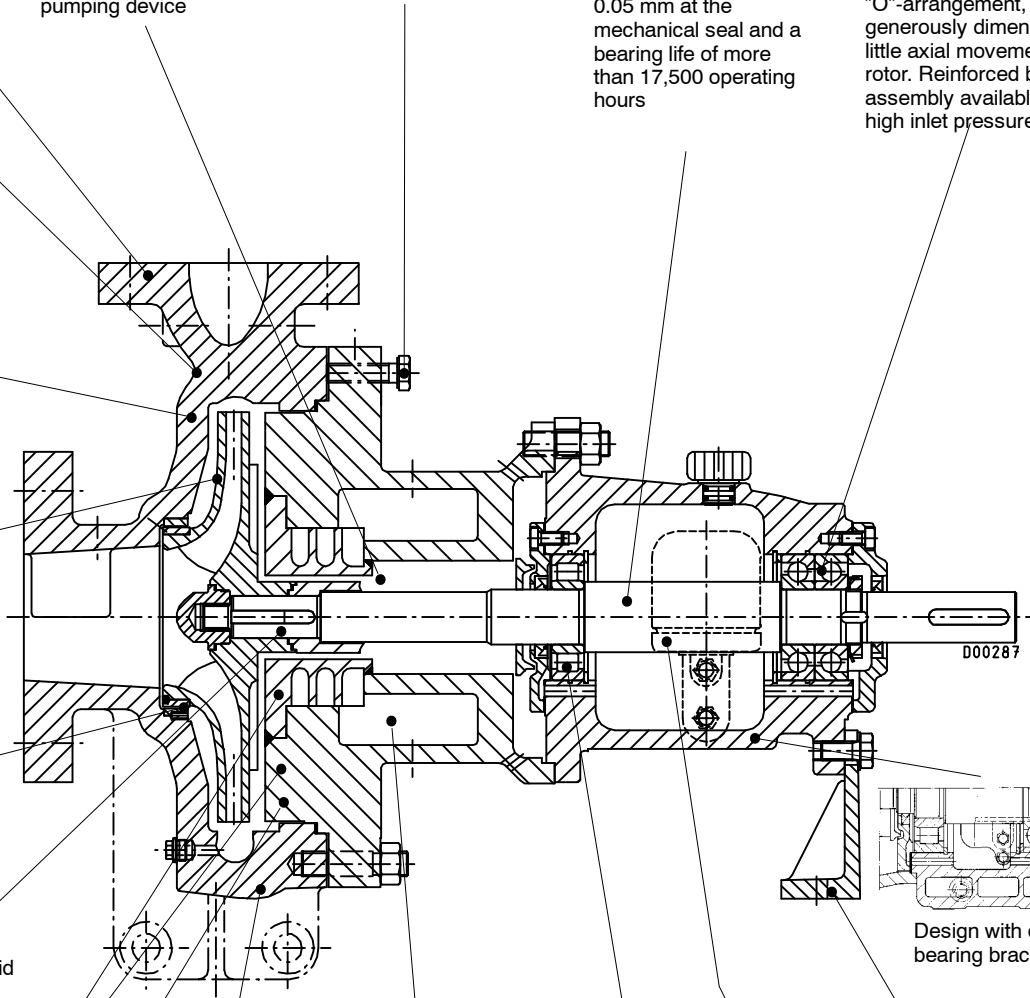 pumping device
0.05 mm at the
mechanical seal and a
bearing life of more
than 17,500 operating
hours
"O"-arrangement,
generously dimen
little axial moveme
rotor. Reinforced b
assembly availabl
high inlet pressure
D00287
Design with
bearing brac
id